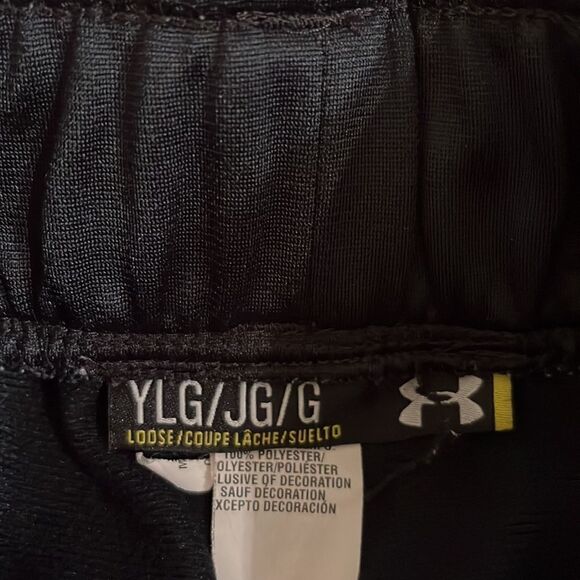 YLG/JG/G
LOOSE/COUPE LÂCHE/SUELTO
100% POLYESTER/
OLYESTER/POLIÉSTER
LUSIVE OF DECORATION
SAUF DÉCORATION
XCEPTO DECORACIÓN